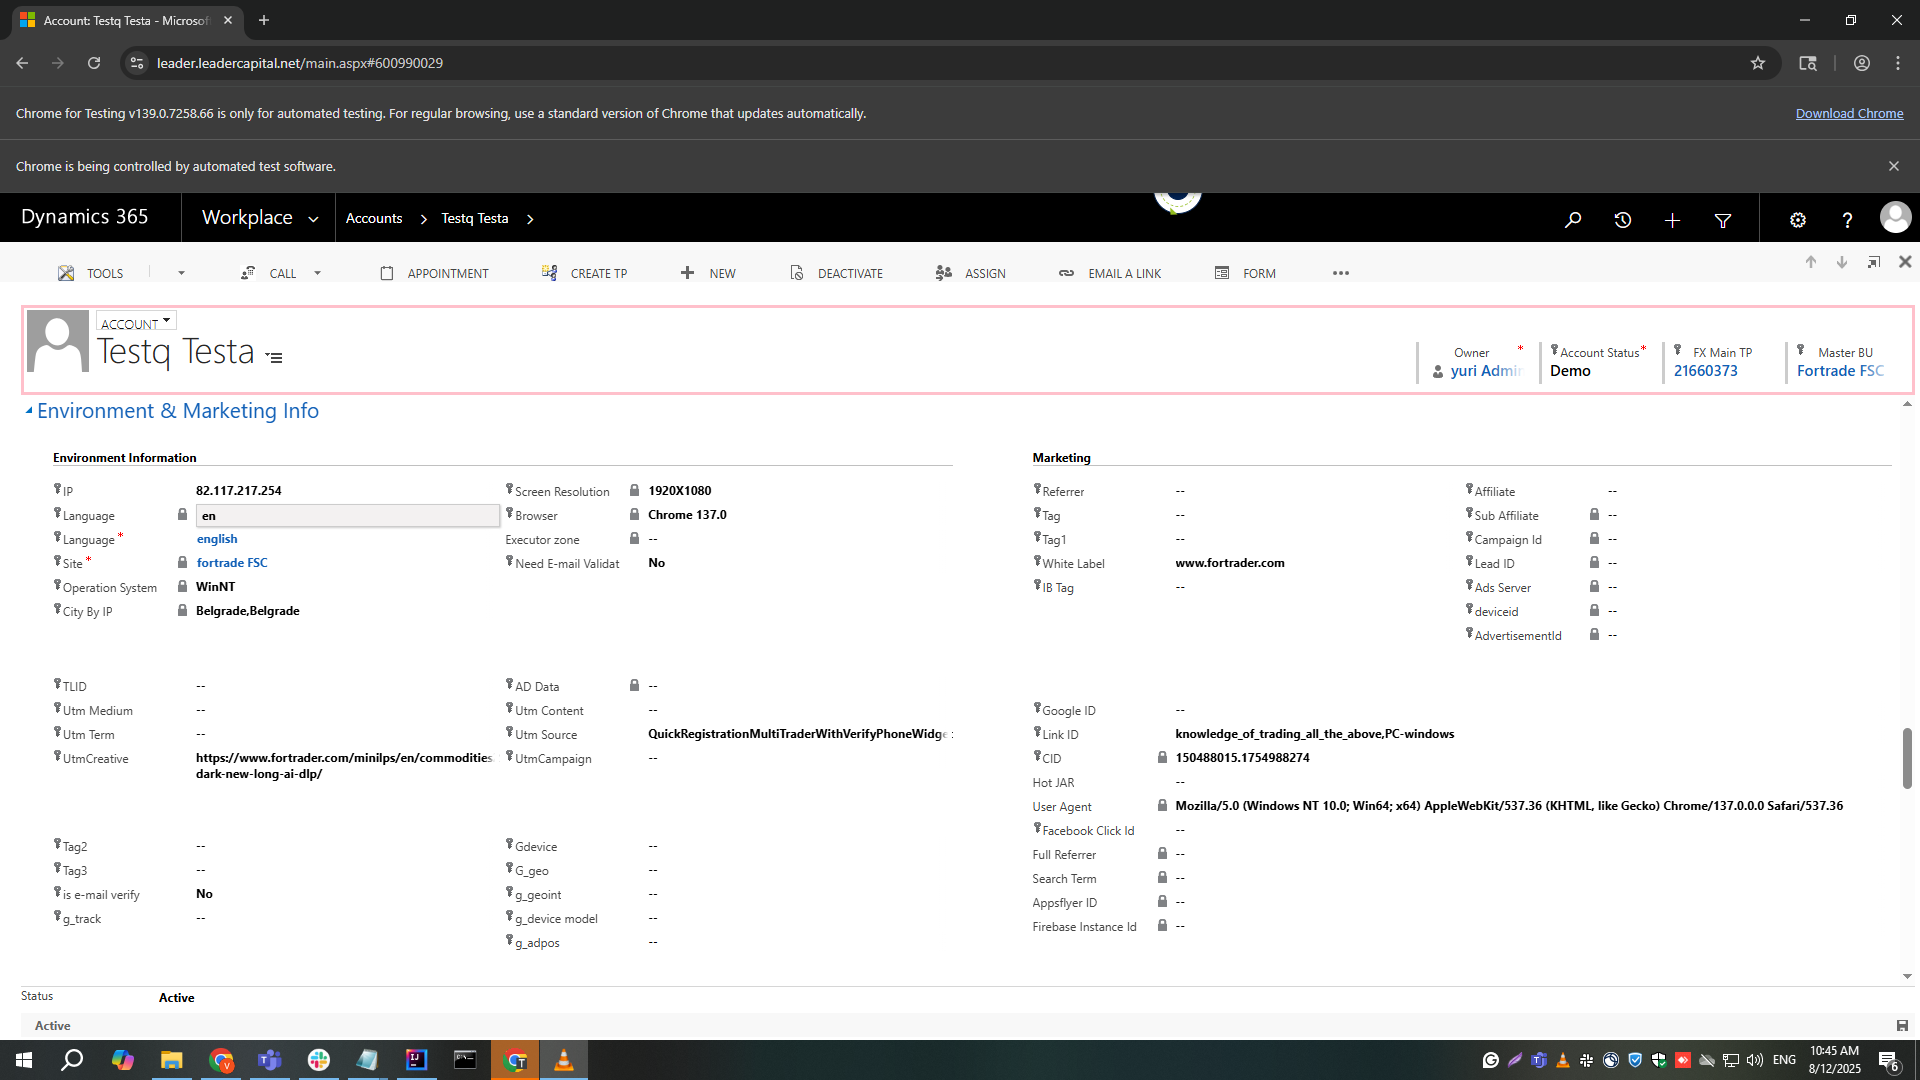 Account: Testq Testa - Microsof
leader.leadercapital.net/main.aspx#600990029
Chrome for Testing v139.0.7258.66 is only for automated testing. For regular browsing, use a standard version of Chrome that updates automatically.
Download Chrome
Chrome is being controlled by automated test software.
Dynamics 365
Workplace
Accounts
Testq Testa
TOOLS
CALL
APPOINTMENT
CREATE TP
NEW
DEACTIVATE
ASSIGN
EMAIL A LINK
FORM
ACCOUNT
Testq Testa
Owner *
yuri Admin
Account Status *
Demo
FX Main TP
21660373
Master BU
Fortrade FSC
Environment & Marketing Info
Environment Information
IP 82.117.217.254
Language en
Language * english
Site * fortrade FSC
Operation System WinNT
City By IP Belgrade,Belgrade
Screen Resolution 1920X1080
Browser Chrome 137.0
Executor zone --
Need E-mail Validat No
Marketing
Referrer --
Tag --
Tag1 --
White Label www.fortrader.com
IB Tag --
Affiliate --
Sub Affiliate --
Campaign Id --
Lead ID --
Ads Server --
deviceid --
AdvertisementId --
TLID --
Utm Medium --
Utm Term --
UtmCreative https://www.fortrader.com/minilps/en/commodities
dark-new-long-ai-dlp/
AD Data --
Utm Content --
Utm Source QuickRegistrationMultiTraderWithVerifyPhoneWidge
UtmCampaign --
Google ID --
Link ID knowledge_of_trading_all_the_above,PC-windows
CID 150488015.1754988274
Hot JAR --
User Agent Mozilla/5.0 (Windows NT 10.0; Win64; x64) AppleWebKit/537.36 (KHTML, like Gecko) Chrome/137.0.0.0 Safari/537.36
Facebook Click Id --
Full Referrer --
Search Term --
Appsflyer ID --
Firebase Instance Id --
Tag2 --
Tag3 --
is e-mail verify No
g_track --
Gdevice --
G_geo --
g_geoint --
g_device model --
g_adpos --
Status Active
Active
ENG
10:45 AM
8/12/2025
6